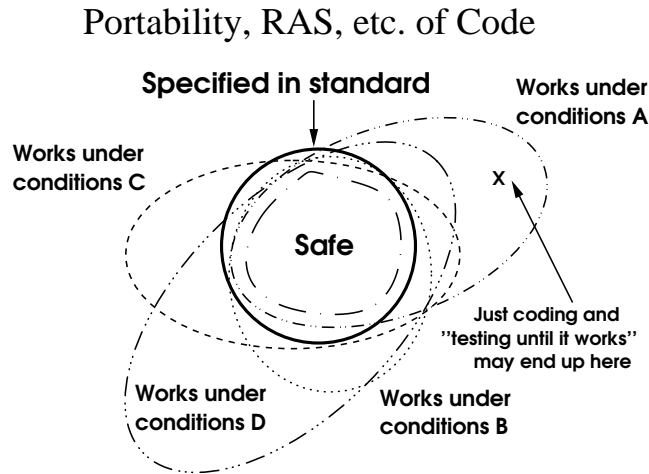 Portability, RAS, etc. of Code
Specified in standard
Works under
conditions A
Works under
conditions C
X
Safe
Just coding and
"testing until it works"
may end up here
Works under
conditions D
Works under
conditions B